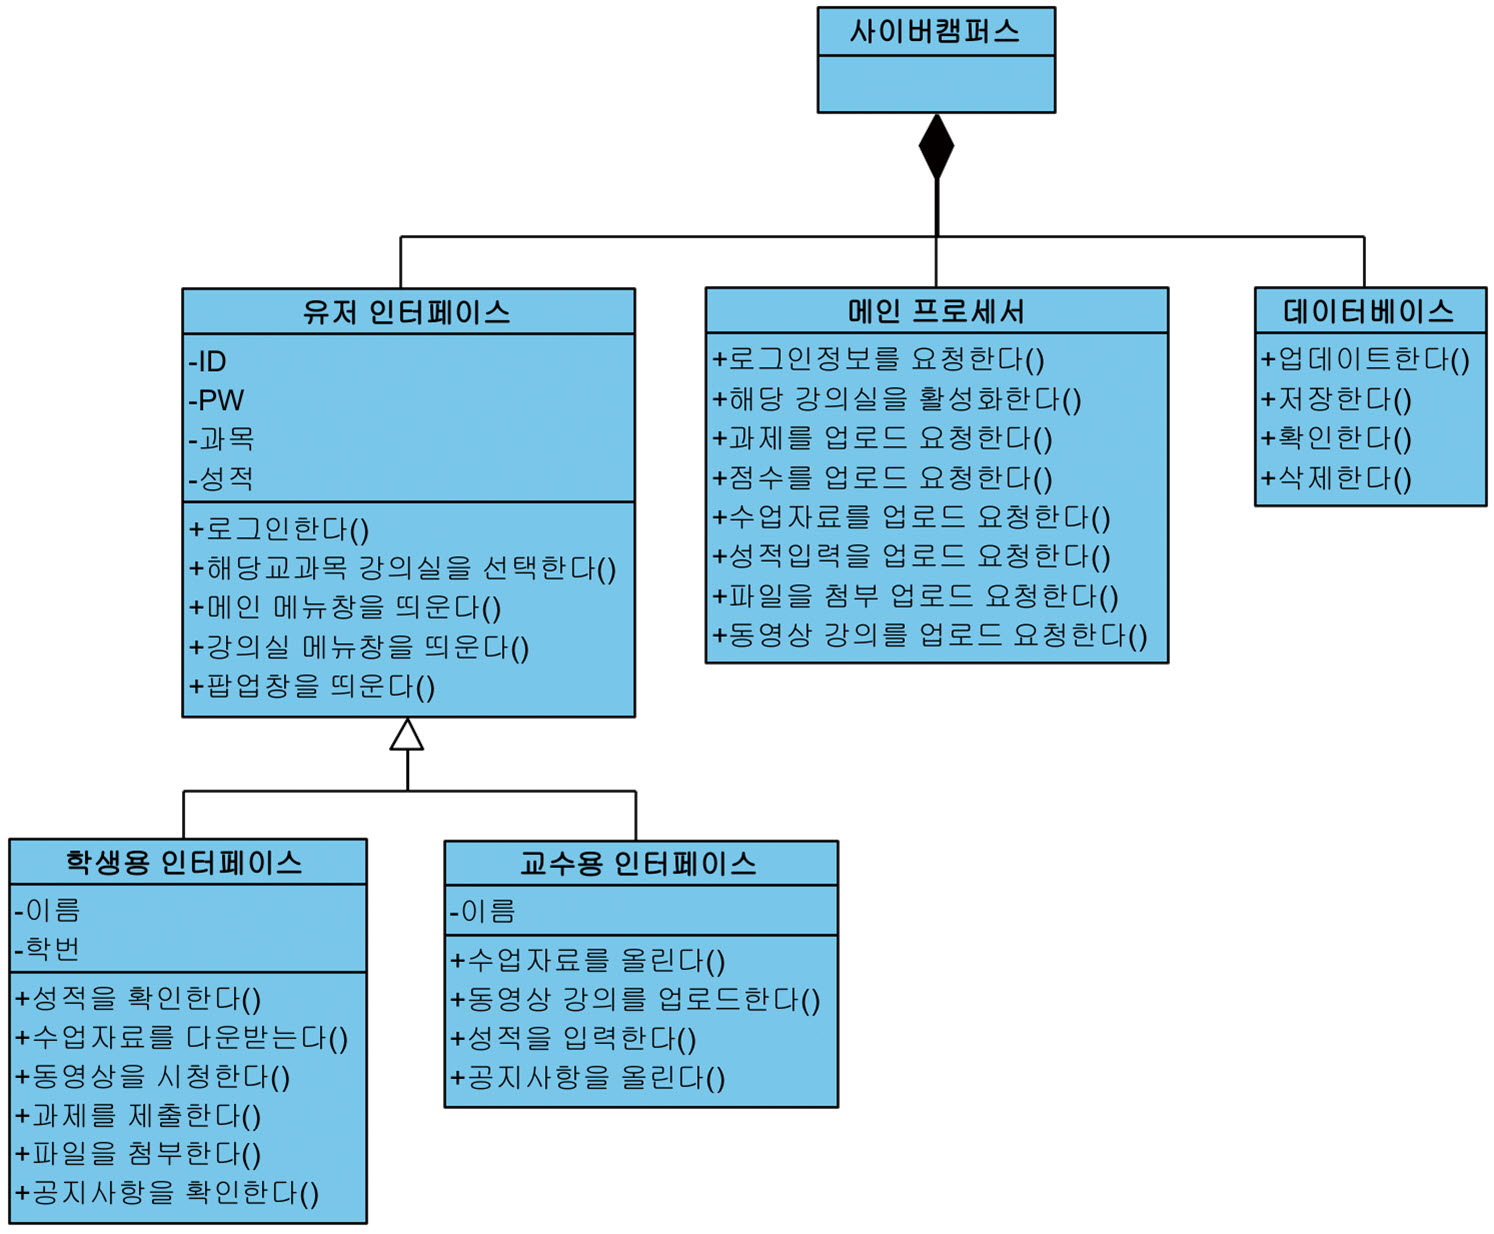 사이버캠퍼스
유저 인터페이스
-ID
-PW
-과목
-성적
+로그인한다()
+해당교과목 강의실을 선택한다()
+메인 메뉴창을 띄운다()
+강의실 메뉴창을 띄운다()
+팝업창을 띄운다()
메인 프로세서
+로그인정보를 요청한다()
+해당 강의실을 활성화한다()
+과제를 업로드 요청한다()
+점수를 업로드 요청한다()
+수업자료를 업로드 요청한다()
+성적입력을 업로드 요청한다()
+파일을 첨부 업로드 요청한다()
+동영상 강의를 업로드 요청한다()
데이터베이스
+업데이트한다()
+저장한다()
+확인한다()
+삭제한다()
학생용 인터페이스
-이름
-학번
+성적을 확인한다()
+수업자료를 다운받는다()
+동영상을 시청한다()
+과제를 제출한다()
+파일을 첨부한다()
+공지사항을 확인한다()
교수용 인터페이스
-이름
+수업자료를 올린다()
+동영상 강의를 업로드한다()
+성적을 입력한다()
+공지사항을 올린다()